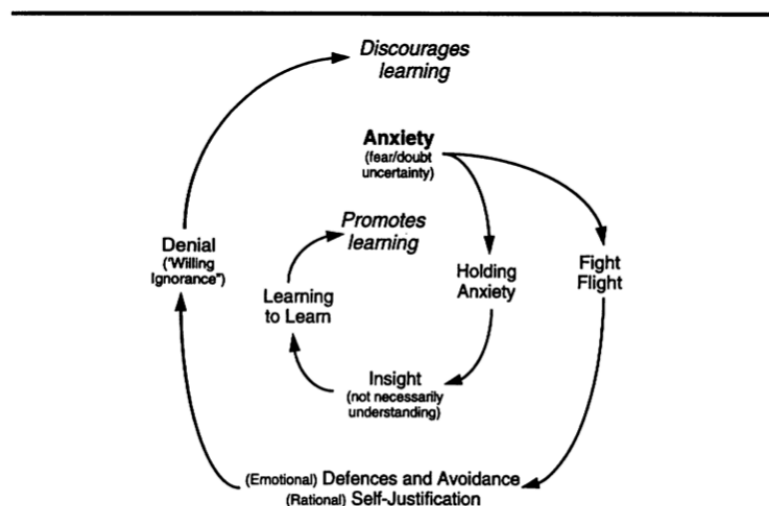 Discourages
learning
Anxiety
(fear/doubt
uncertainty)
Promotes
learning
Denial
("Willing
Ignorance")
Holding
Anxiety
Fight
Flight
Learning
to Learn
Insight
(not necessarily
understanding)
(Emotional) Defences and Avoidance
(Rational) Self-Justification